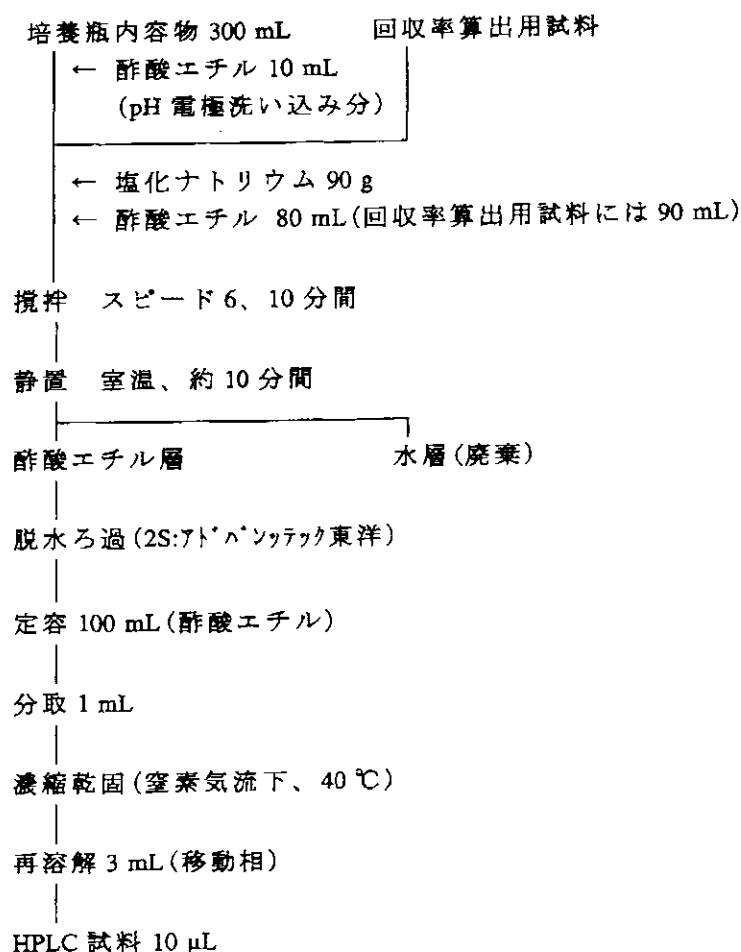 培養瓶内容物 300 mL 回収率算出用試料
← 酢酸エチル 10 mL
(pH 電極洗い込み分)
← 塩化ナトリウム 90 g
← 酢酸エチル 80 mL(回収率算出用試料には 90 mL)
撹拌 スピード 6、10 分間
静置 室温、約 10 分間
酢酸エチル層 水層(廃棄)
脱水ろ過(2S:ｱﾄﾞﾊﾞﾝｯﾃｯｸ東洋)
定容 100 mL(酢酸エチル)
分取 1 mL
濃縮乾固(窒素気流下、40 ℃)
再溶解 3 mL(移動相)
HPLC 試料 10 μL